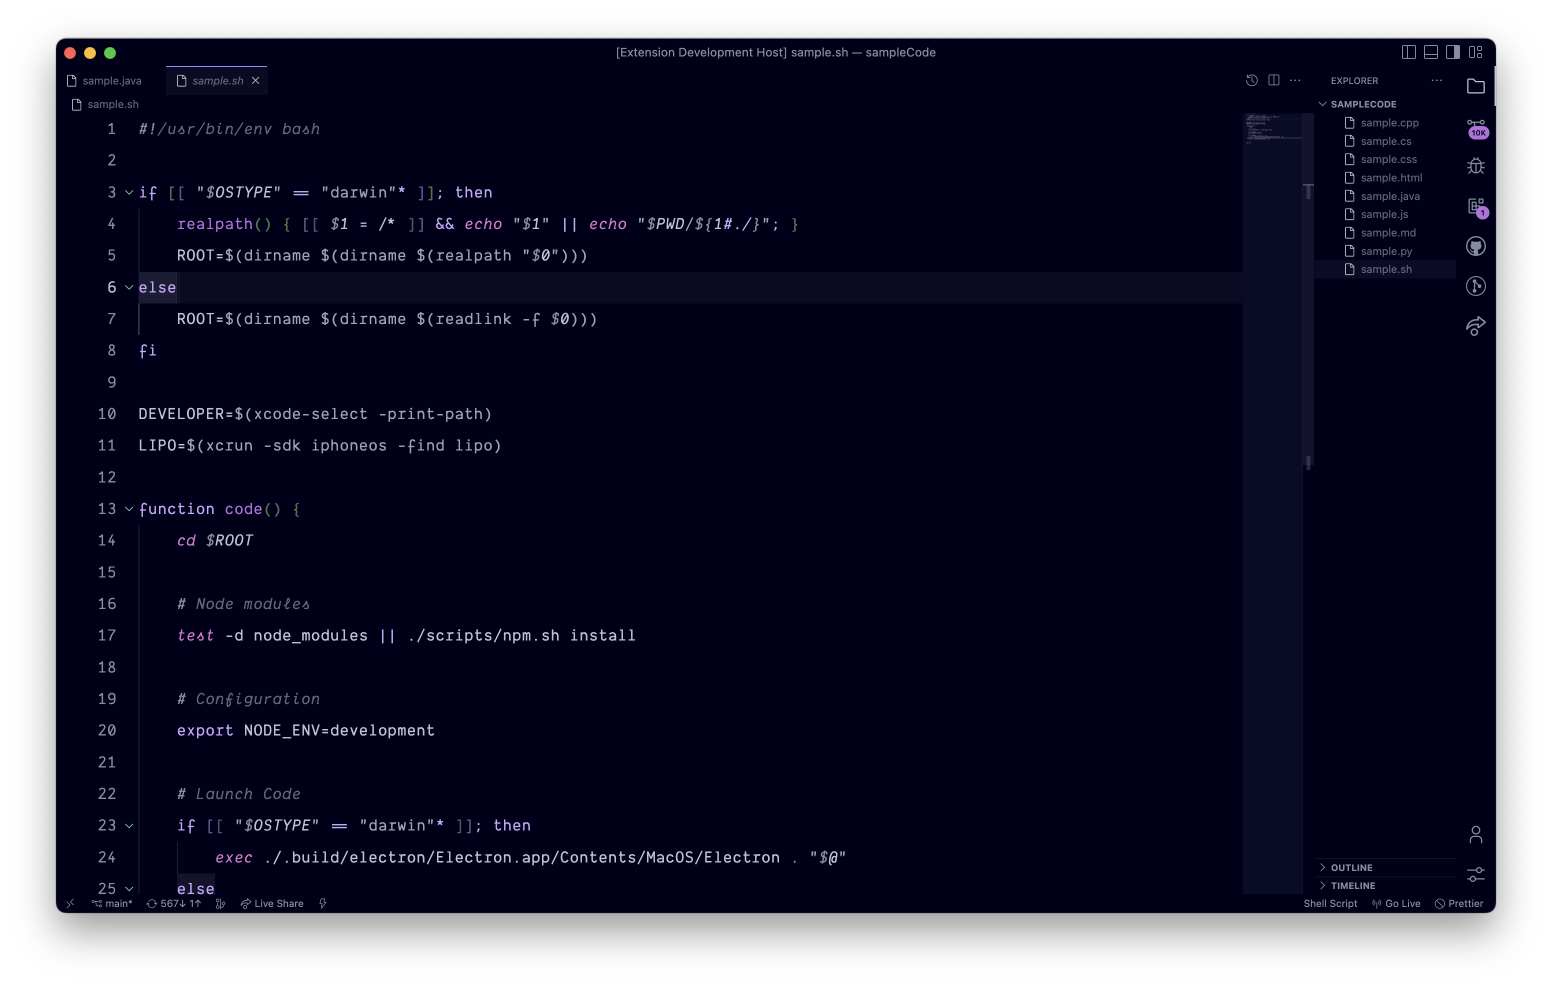 [Extension Development Host] sample.sh — sampleCode
sample.java
sample.sh
sample.sh
EXPLORER
SAMPLECODE
sample.cpp
sample.cs
sample.css
sample.html
sample.java
sample.js
sample.md
sample.py
sample.sh
10K
1
1 #!/usr/bin/env bash
2
3 if [[ "$OSTYPE" == "darwin"* ]]; then
4 realpath() { [[ $1 = /* ]] && echo "$1" || echo "$PWD/${1#./}"; }
5 ROOT=$(dirname $(dirname $(realpath "$0")))
6 else
7 ROOT=$(dirname $(dirname $(readlink -f $0)))
8 fi
9
10 DEVELOPER=$(xcode-select -print-path)
11 LIPO=$(xcrun -sdk iphoneos -find lipo)
12
13 function code() {
14 cd $ROOT
15
16 # Node modules
17 test -d node_modules || ./scripts/npm.sh install
18
19 # Configuration
20 export NODE_ENV=development
21
22 # Launch Code
23 if [[ "$OSTYPE" == "darwin"* ]]; then
24 exec ./.build/electron/Electron.app/Contents/MacOS/Electron . "$@"
25 else
OUTLINE
TIMELINE
main* 567↓ 1↑ Live Share
Shell Script Go Live Prettier